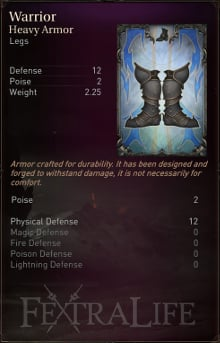 Warrior
Heavy Armor
Legs
Defense 12
Poise 2
Weight 2.25
Armor crafted for durability. It has been designed and
forged to withstand damage, it is not necessarily for
comfort.
Poise 2
Physical Defense 12
Magic Defense 0
Fire Defense 0
Poison Defense 0
Lightning Defense 0
FEXTRALIFE